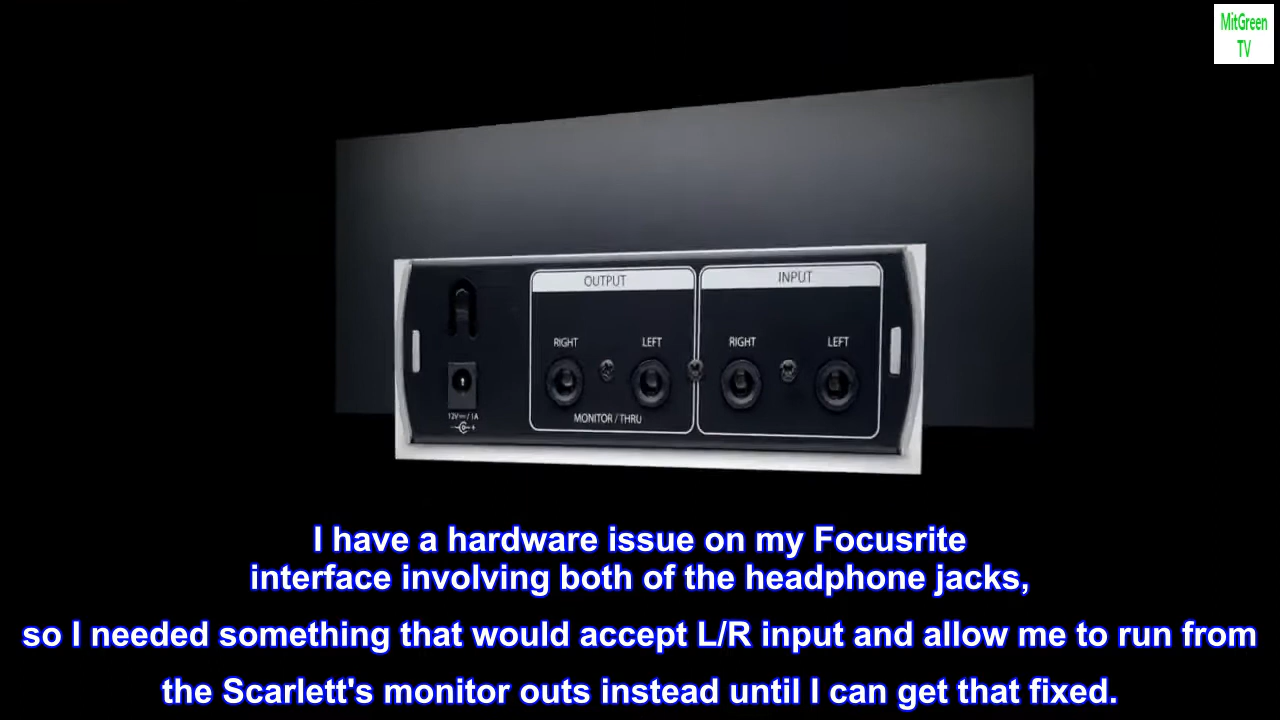 MitGreen
TV
OUTPUT
INPUT
RIGHT
LEFT
RIGHT
LEFT
MONITOR / THRU
12V⎓/1A
I have a hardware issue on my Focusrite
interface involving both of the headphone jacks,
so I needed something that would accept L/R input and allow me to run from
the Scarlett's monitor outs instead until I can get that fixed.